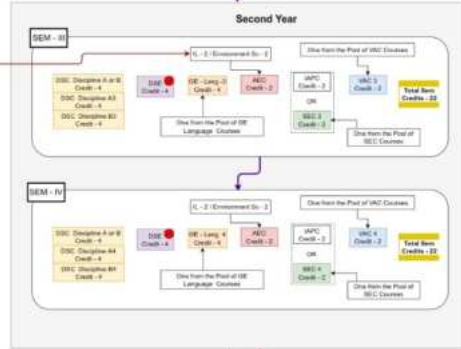 Second Year
SEM - III
IL - 2 / Environment Sc - 2
One from the Pool of VAC Courses
DSC Discipline A or B
Credit - 4
DSC Discipline A3
Credit - 4
DSC Discipline B3
Credit - 4
DSE
Credit - 4
GE - Lang -3
Credit - 4
AEC
Credit - 2
IAPC
Credit - 2
OR
SEC 3
Credit - 2
VAC 3
Credit - 2
Total Sem
Credits - 22
One from the Pool of GE
Language Courses
One from the Pool of
SEC Courses
SEM - IV
IL - 2 / Environment Sc - 2
One from the Pool of VAC Courses
DSC Discipline A or B
Credit - 4
DSC Discipline A4
Credit - 4
DSC Discipline B4
Credit - 4
DSE
Credit - 4
GE - Lang 4
Credit - 4
AEC
Credit - 2
IAPC
Credit - 2
OR
SEC 4
Credit - 2
VAC 4
Credit - 2
Total Sem
Credits - 22
One from the Pool of GE
Language Courses
One from the Pool of
SEC Courses